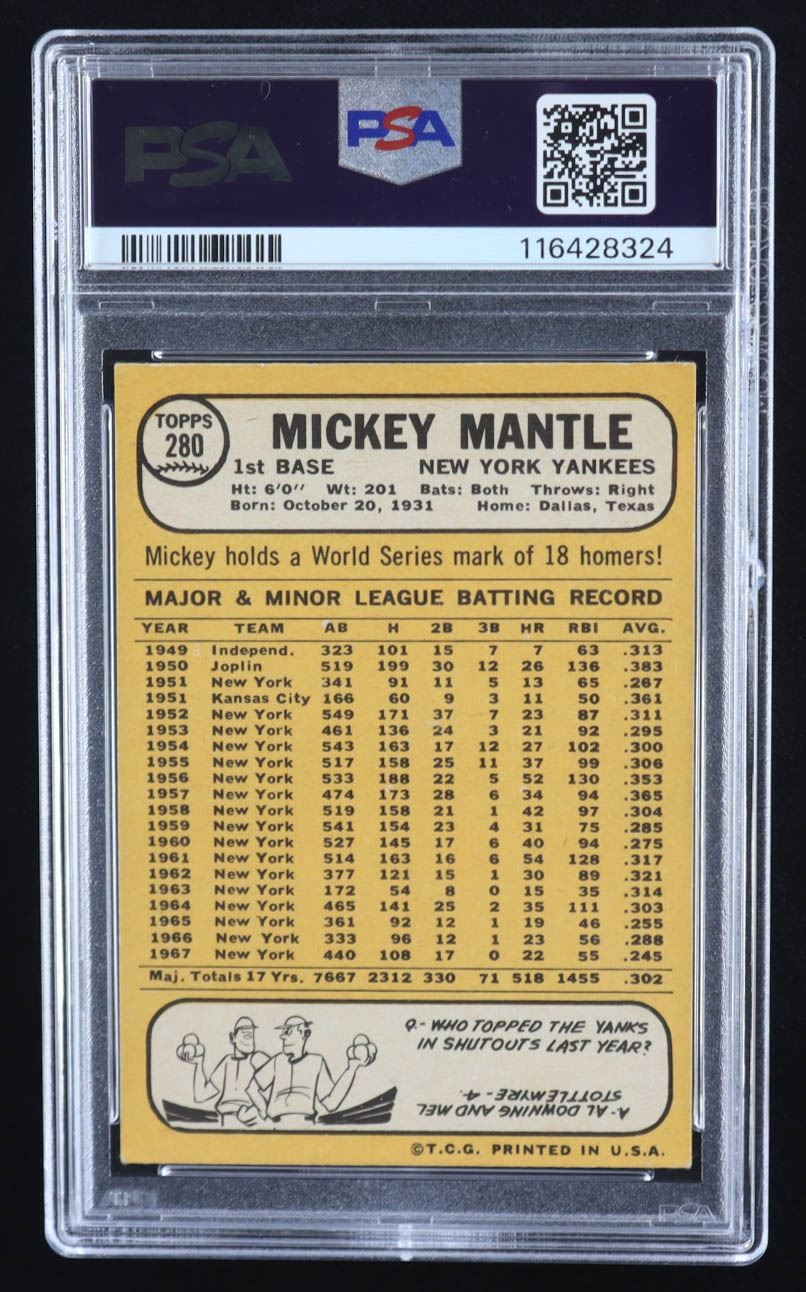 PSA
PSA
116428324
TOPPS
280
MICKEY MANTLE
1st BASE NEW YORK YANKEES
Ht: 6'0" Wt: 201 Bats: Both Throws: Right
Born: October 20, 1931 Home: Dallas, Texas
Mickey holds a World Series mark of 18 homers!
MAJOR & MINOR LEAGUE BATTING RECORD
YEAR TEAM AB H 2B 3B HR RBI AVG.
1949 Independ. 323 101 15 7 7 63 .313
1950 Joplin 519 199 30 12 26 136 .383
1951 New York 341 91 11 5 13 65 .267
1951 Kansas City 166 60 9 3 11 50 .361
1952 New York 549 171 37 7 23 87 .311
1953 New York 461 136 24 3 21 92 .295
1954 New York 543 163 17 12 27 102 .300
1955 New York 517 158 25 11 37 99 .306
1956 New York 533 188 22 5 52 130 .353
1957 New York 474 173 28 6 34 94 .365
1958 New York 519 158 21 1 42 97 .304
1959 New York 541 154 23 4 31 75 .285
1960 New York 527 145 17 6 40 94 .275
1961 New York 514 163 16 6 54 128 .317
1962 New York 377 121 15 1 30 89 .321
1963 New York 172 54 8 0 15 35 .314
1964 New York 465 141 25 2 35 111 .303
1965 New York 361 92 12 1 19 46 .255
1966 New York 333 96 12 1 23 56 .288
1967 New York 440 108 17 0 22 55 .245
Maj. Totals 17 Yrs. 7667 2312 330 71 518 1455 .302
Q.- WHO TOPPED THE YANKS
IN SHUTOUTS LAST YEAR?
A.- AL DOWNING AND MEL
STOTTLEMYRE - 4.
©T.C.G. PRINTED IN U.S.A.
PSA